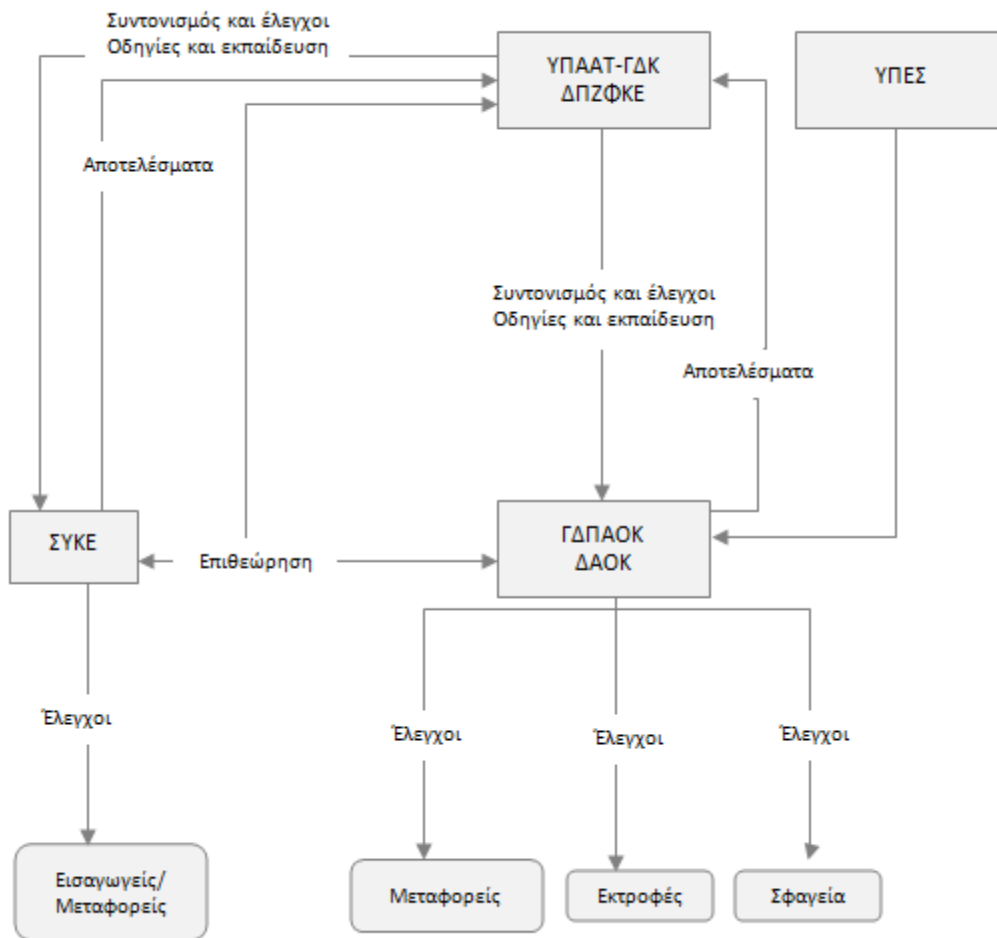 Συντονισμός και έλεγχοι
Οδηγίες και εκπαίδευση
ΥΠΑΑΤ-ΓΔΚ
ΔΠΖΦΚΕ
ΥΠΕΣ
Αποτελέσματα
Συντονισμός και έλεγχοι
Οδηγίες και εκπαίδευση
Αποτελέσματα
ΣΥΚΕ
Επιθεώρηση
ΓΔΠΑΟΚ
ΔΑΟΚ
Έλεγχοι
Έλεγχοι
Έλεγχοι
Έλεγχοι
Εισαγωγείς/
Μεταφορείς
Μεταφορείς
Εκτροφές
Σφαγεία